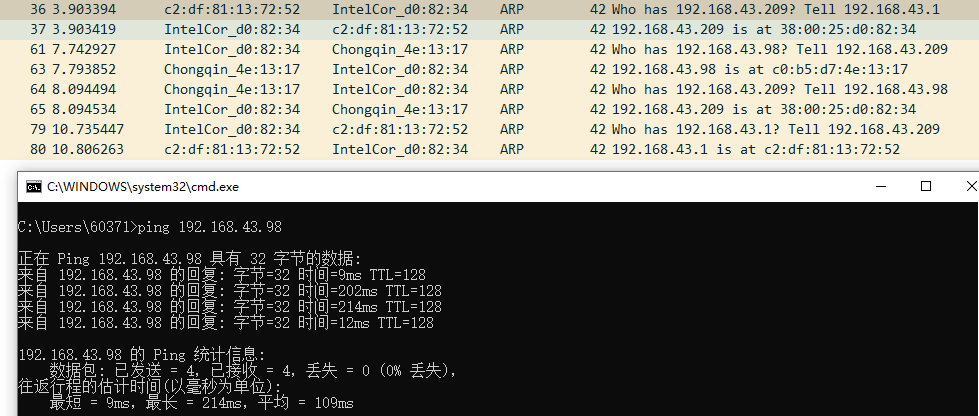 36 3.903394 c2:df:81:13:72:52 IntelCor_d0:82:34 ARP 42 Who has 192.168.43.209? Tell 192.168.43.1
37 3.903419 IntelCor_d0:82:34 c2:df:81:13:72:52 ARP 42 192.168.43.209 is at 38:00:25:d0:82:34
61 7.742927 IntelCor_d0:82:34 Chongqin_4e:13:17 ARP 42 Who has 192.168.43.98? Tell 192.168.43.209
63 7.793852 Chongqin_4e:13:17 IntelCor_d0:82:34 ARP 42 192.168.43.98 is at c0:b5:d7:4e:13:17
64 8.094494 Chongqin_4e:13:17 IntelCor_d0:82:34 ARP 42 Who has 192.168.43.209? Tell 192.168.43.98
65 8.094534 IntelCor_d0:82:34 Chongqin_4e:13:17 ARP 42 192.168.43.209 is at 38:00:25:d0:82:34
79 10.735447 IntelCor_d0:82:34 c2:df:81:13:72:52 ARP 42 Who has 192.168.43.1? Tell 192.168.43.209
80 10.806263 c2:df:81:13:72:52 IntelCor_d0:82:34 ARP 42 192.168.43.1 is at c2:df:81:13:72:52
C:\WINDOWS\system32\cmd.exe
C:\Users\60371>ping 192.168.43.98
正在 Ping 192.168.43.98 具有 32 字节的数据:
来自 192.168.43.98 的回复: 字节=32 时间=9ms TTL=128
来自 192.168.43.98 的回复: 字节=32 时间=202ms TTL=128
来自 192.168.43.98 的回复: 字节=32 时间=214ms TTL=128
来自 192.168.43.98 的回复: 字节=32 时间=12ms TTL=128
192.168.43.98 的 Ping 统计信息:
数据包: 已发送 = 4, 已接收 = 4, 丢失 = 0 (0% 丢失),
往返行程的估计时间(以毫秒为单位):
最短 = 9ms, 最长 = 214ms, 平均 = 109ms